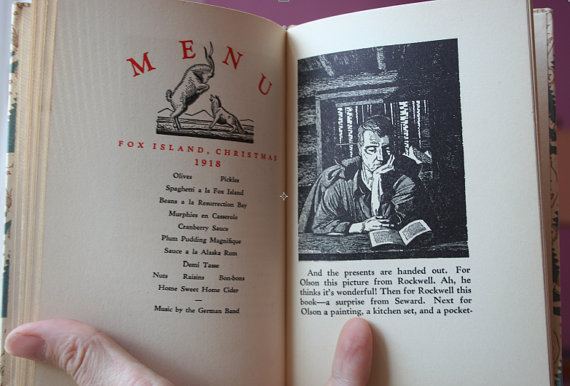 MENU
FOX ISLAND, CHRISTMAS
1918
Olives Pickles
Spaghetti a la Fox Island
Beans a la Resurrection Bay
Murphies en Casserole
Cranberry Sauce
Plum Pudding Magnifique
Sauce a la Alaska Rum
Demi Tasse
Nuts Raisins Bon-bons
Home Sweet Home Cider
—
Music by the German Band
And the presents are handed out. For
Olson this picture from Rockwell. Ah, he
thinks it's wonderful! Then for Rockwell this
book—a surprise from Seward. Next for
Olson a painting, a kitchen set, and a pocket-